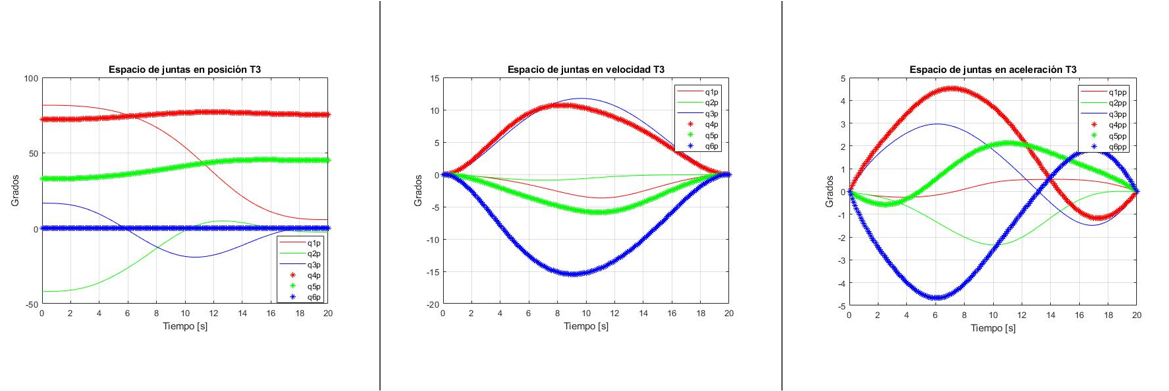 Espacio de juntas en posición T3
100
50
0
-50
Grados
0 2 4 6 8 10 12 14 16 18 20
Tiempo [s]
q1p
q2p
q3p
q4p
q5p
q6p
Espacio de juntas en velocidad T3
15
10
5
0
-5
-10
-15
-20
Grados
0 2 4 6 8 10 12 14 16 18 20
Tiempo [s]
q1p
q2p
q3p
q4p
q5p
q6p
Espacio de juntas en aceleración T3
5
4
3
2
1
0
-1
-2
-3
-4
-5
Grados
0 2 4 6 8 10 12 14 16 18 20
Tiempo [s]
q1pp
q2pp
q3pp
q4pp
q5pp
q6pp